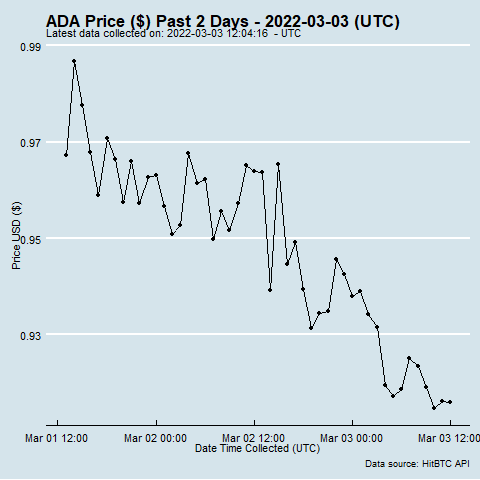 ADA Price ($) Past 2 Days - 2022-03-03 (UTC)
Latest data collected on: 2022-03-03 12:04:16 - UTC
0.99
0.97
0.95
0.93
Price USD ($)
Mar 01 12:00 Mar 02 00:00 Mar 02 12:00 Mar 03 00:00 Mar 03 12:00
Date Time Collected (UTC)
Data source: HitBTC API